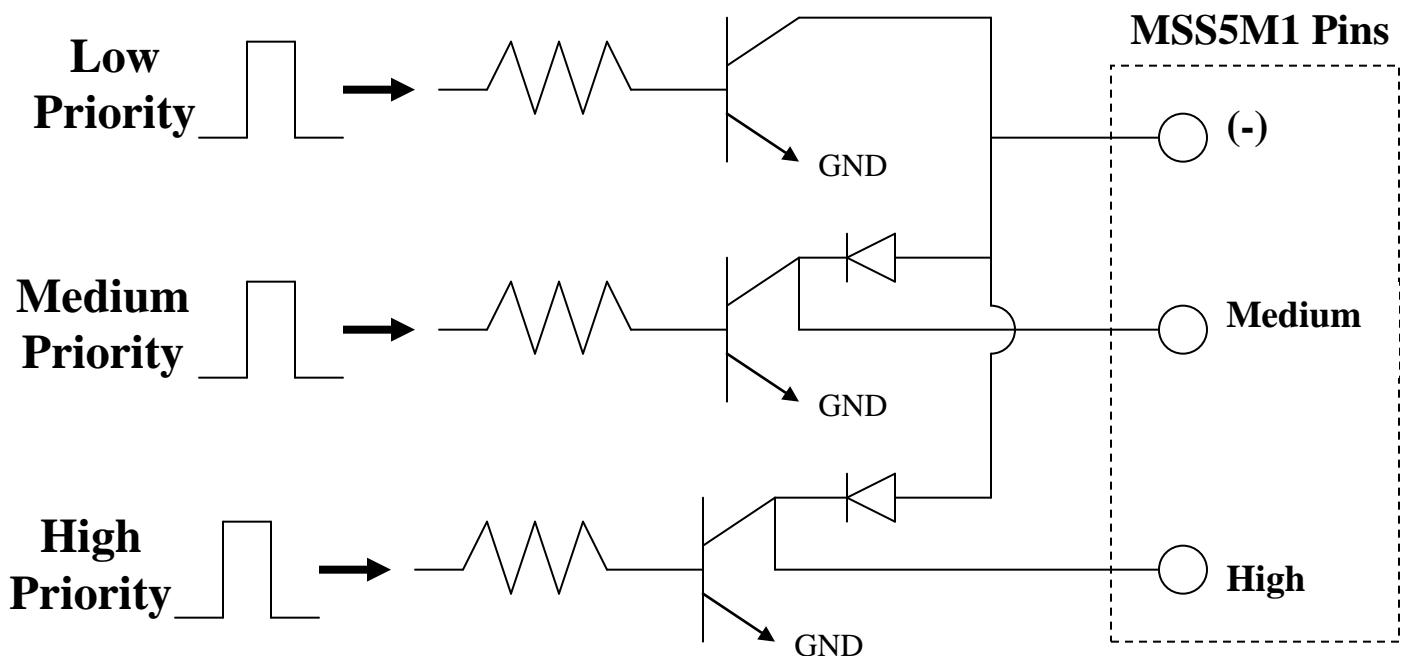 MSS5M1 Pins
Low
Priority
(-)
GND
Medium
Priority
Medium
GND
High
Priority
High
GND